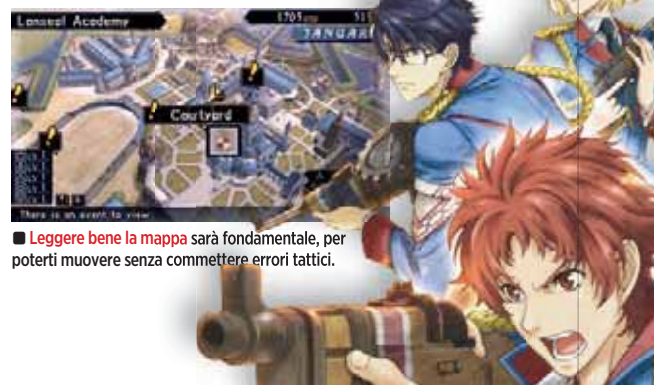 Lanseal Academy
JANUARY
Courtyard
There is an event to view
■ Leggere bene la mappa sarà fondamentale, per
poterti muovere senza commettere errori tattici.